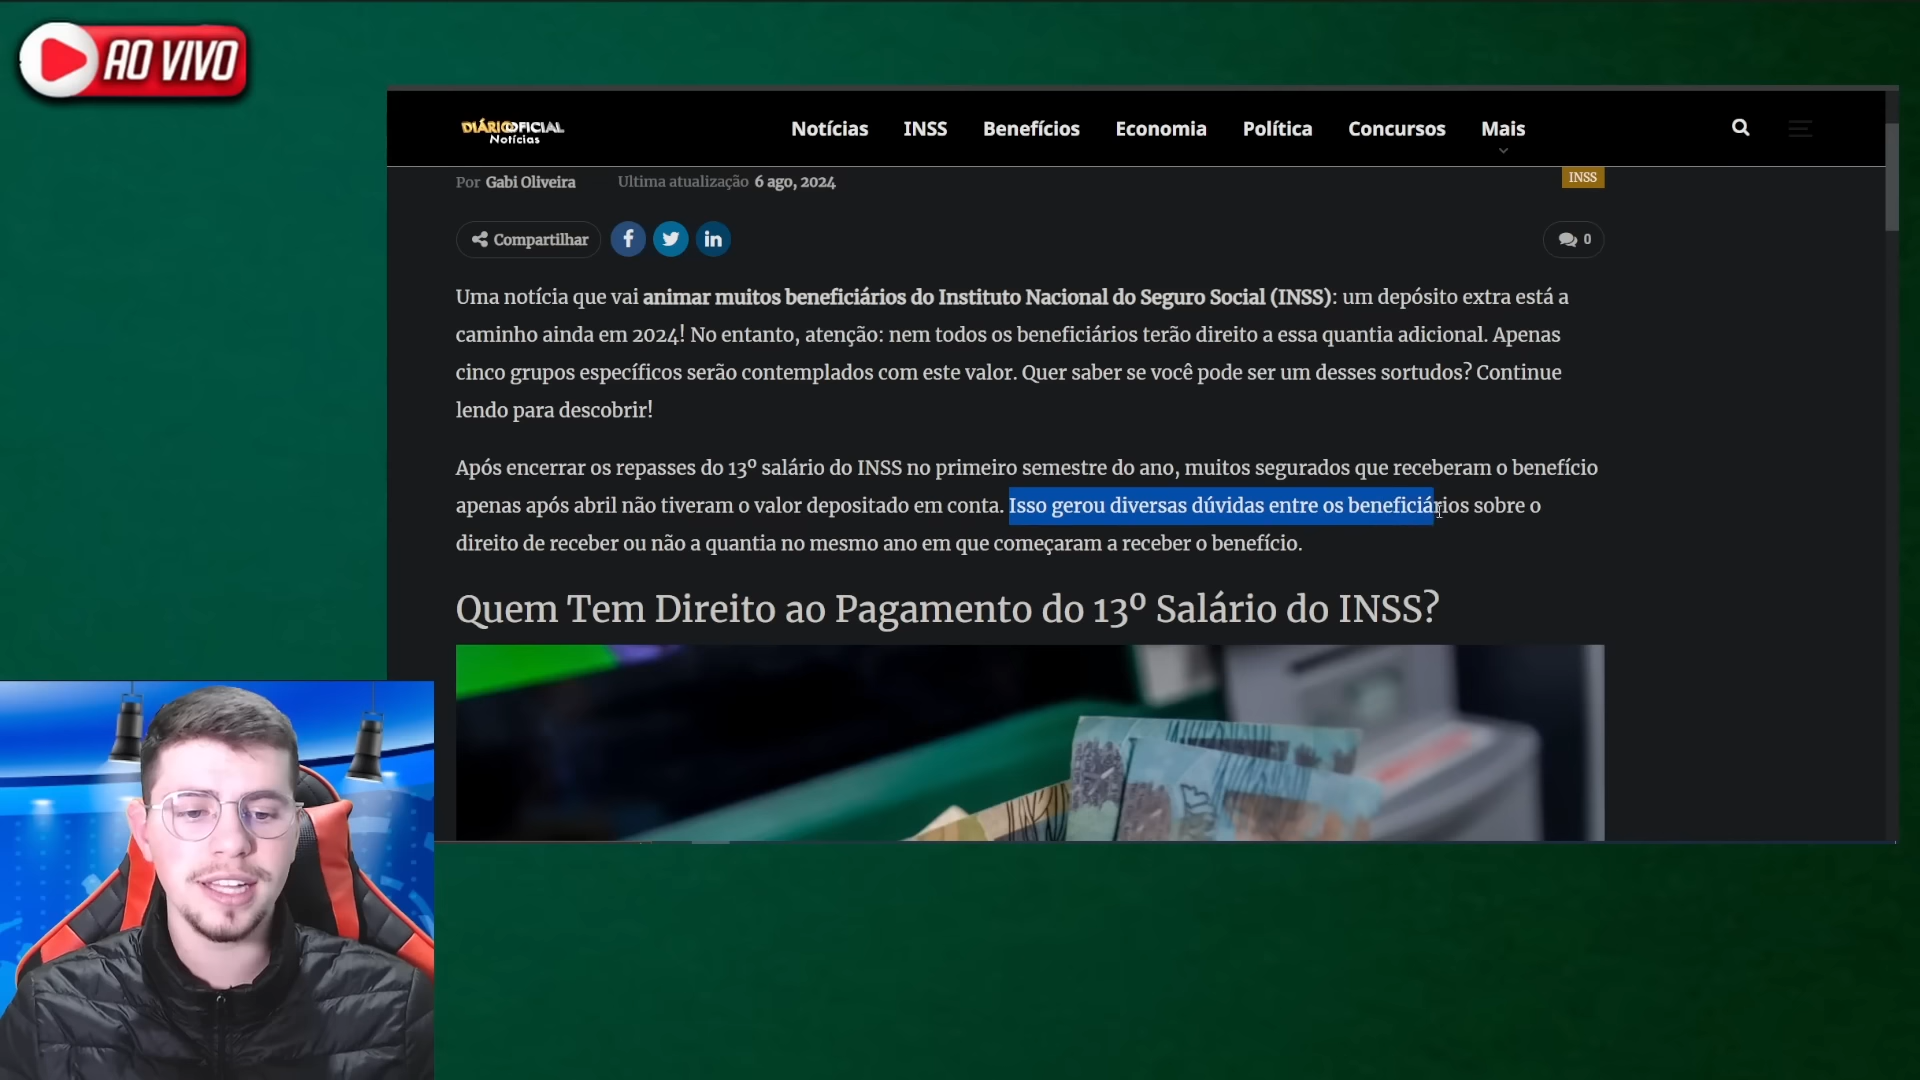 AO VIVO
DIÁRIO OFICIAL
Notícias
Notícias INSS Benefícios Economia Política Concursos Mais
Por Gabi Oliveira Ultima atualização 6 ago, 2024 INSS
Compartilhar 0
Uma notícia que vai animar muitos beneficiários do Instituto Nacional do Seguro Social (INSS): um depósito extra está a
caminho ainda em 2024! No entanto, atenção: nem todos os beneficiários terão direito a essa quantia adicional. Apenas
cinco grupos específicos serão contemplados com este valor. Quer saber se você pode ser um desses sortudos? Continue
lendo para descobrir!
Após encerrar os repasses do 13º salário do INSS no primeiro semestre do ano, muitos segurados que receberam o benefício
apenas após abril não tiveram o valor depositado em conta. Isso gerou diversas dúvidas entre os beneficiários sobre o
direito de receber ou não a quantia no mesmo ano em que começaram a receber o benefício.
Quem Tem Direito ao Pagamento do 13º Salário do INSS?